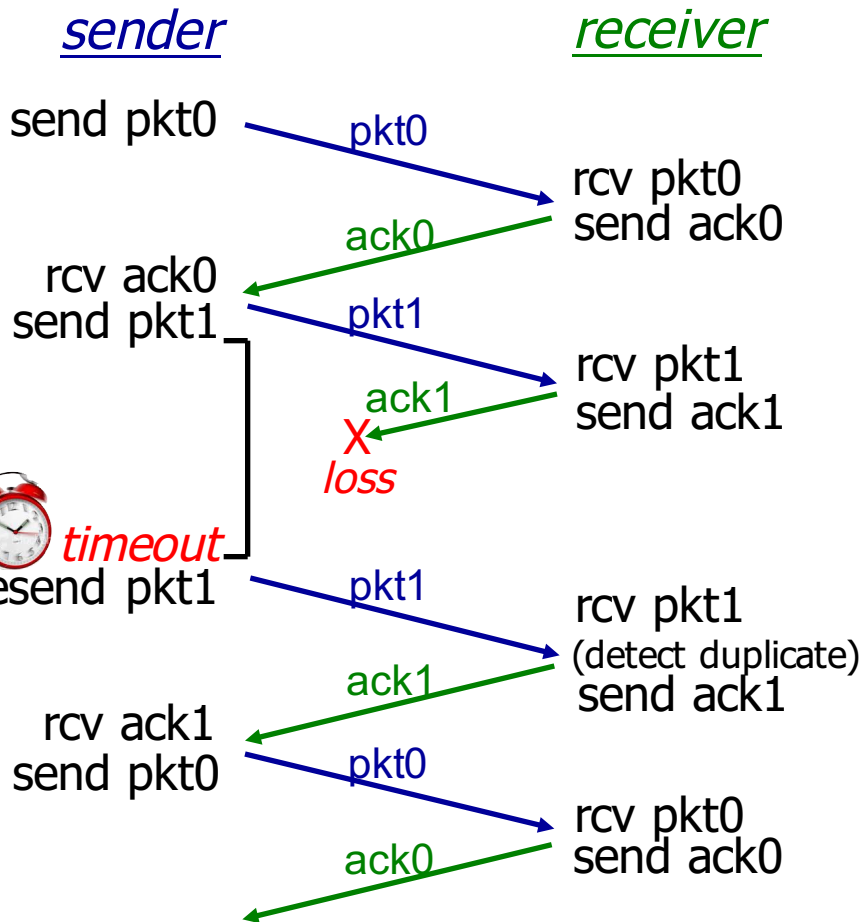 sender
receiver
send pkt0
pkt0
rcv pkt0
send ack0
ack0
rcv ack0
send pkt1
pkt1
rcv pkt1
send ack1
ack1
X
loss
timeout
esend pkt1
pkt1
rcv pkt1
(detect duplicate)
send ack1
ack1
rcv ack1
send pkt0
pkt0
rcv pkt0
send ack0
ack0